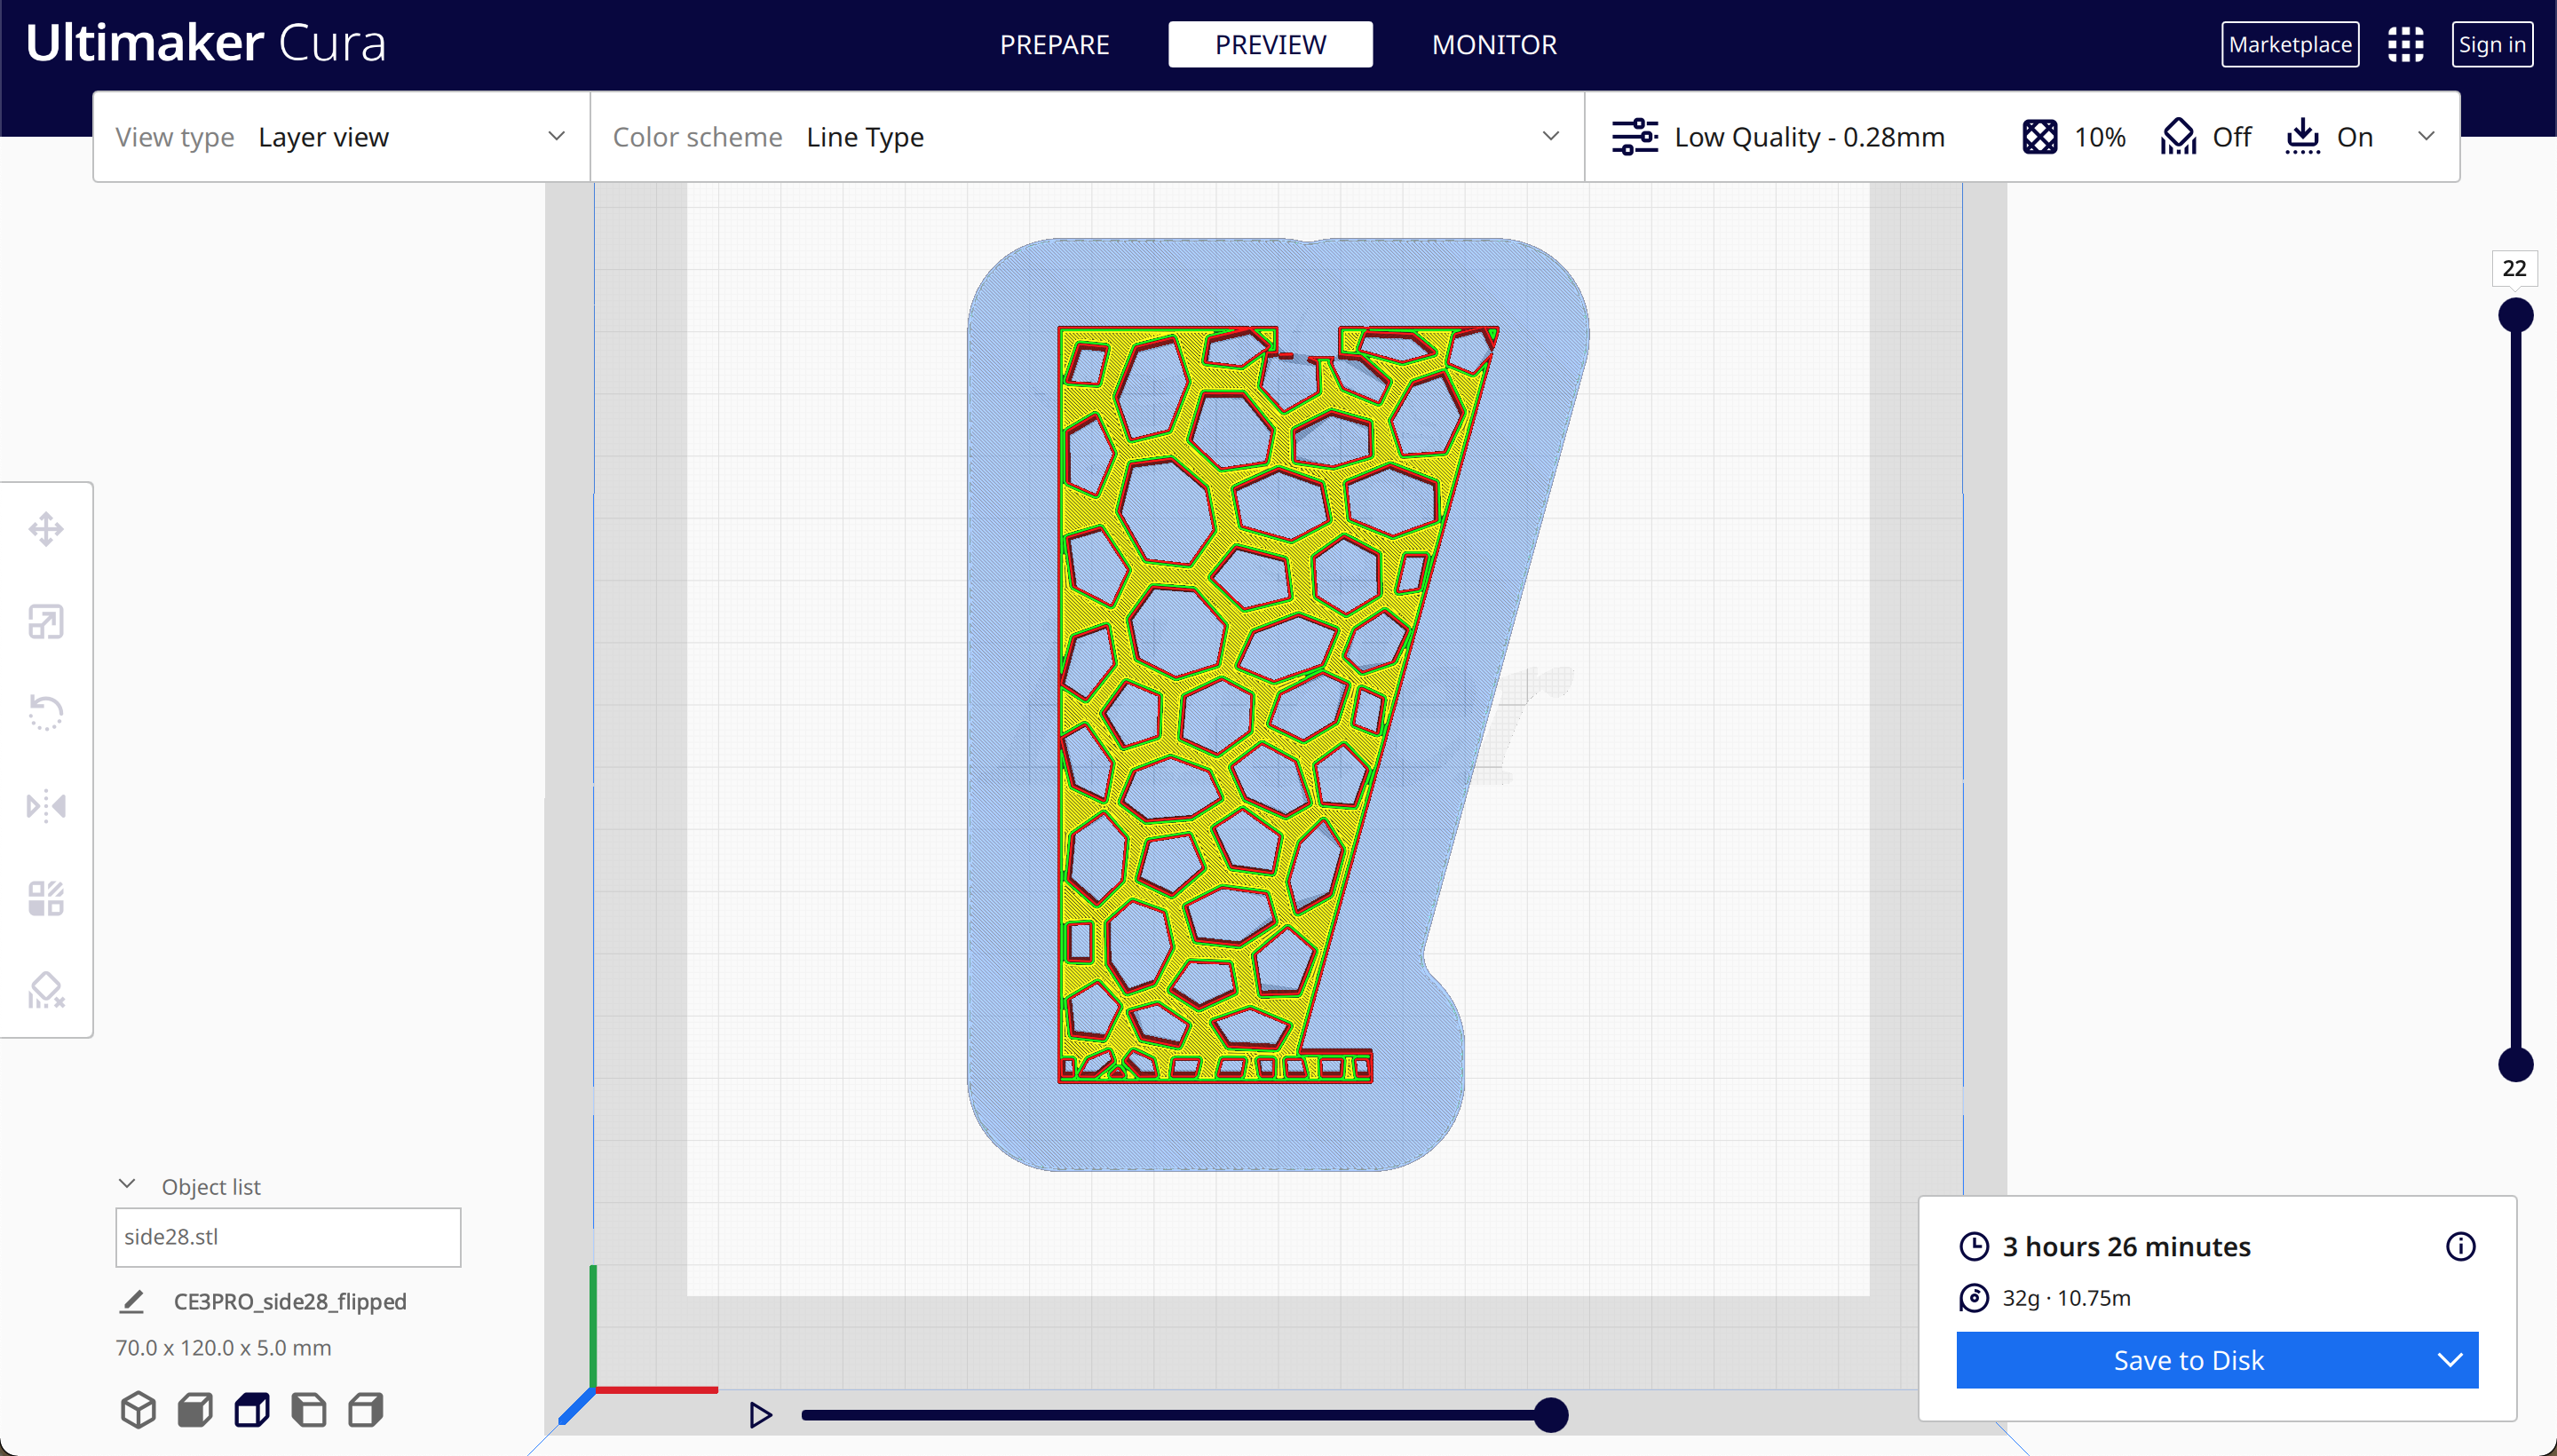 Ultimaker Cura
PREPARE
PREVIEW
MONITOR
Marketplace
Sign in
View type Layer view
Color scheme Line Type
Low Quality - 0.28mm
10%
Off
On
22
Object list
side28.stl
CE3PRO_side28_flipped
70.0 x 120.0 x 5.0 mm
3 hours 26 minutes
32g · 10.75m
Save to Disk